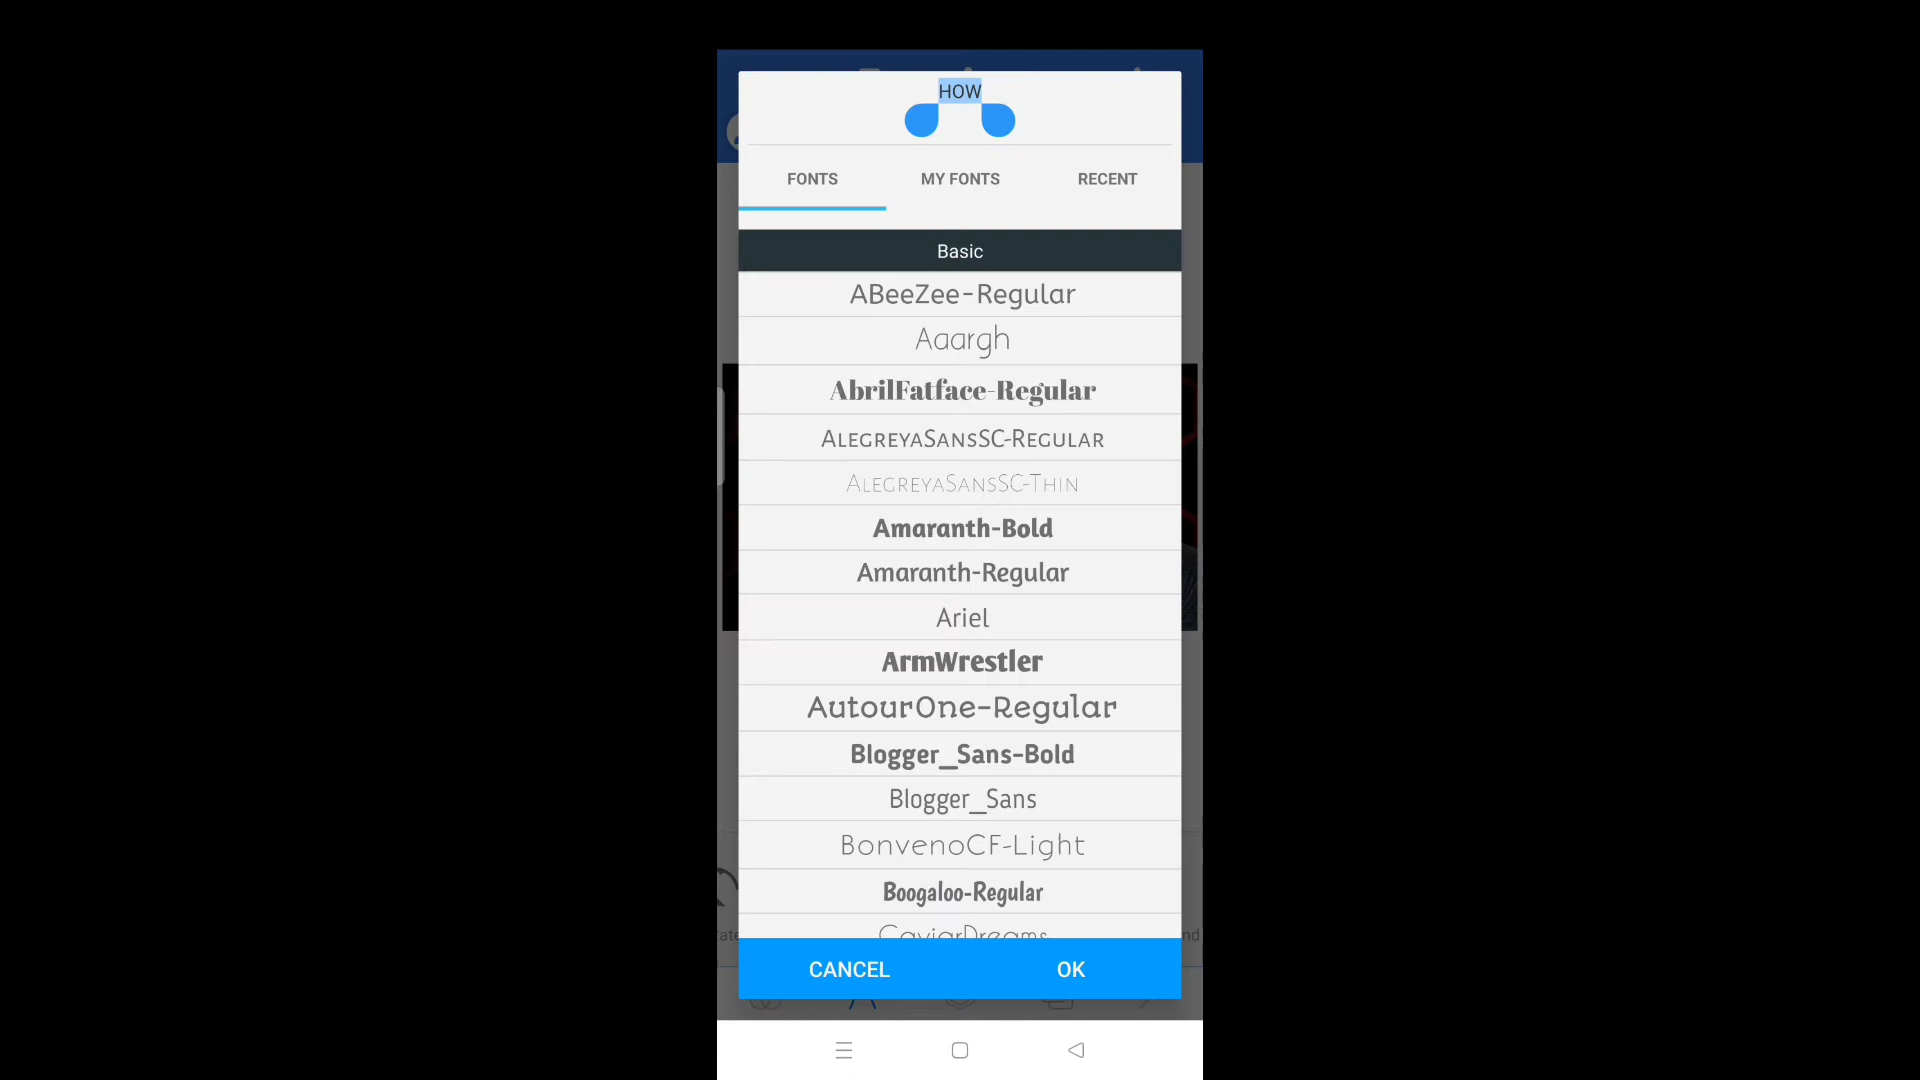 HOW
FONTS MY FONTS RECENT
Basic
ABeeZee-Regular
Aaargh
AbrilFatface-Regular
AlegreyaSansSC-Regular
AlegreyaSansSC-Thin
Amaranth-Bold
Amaranth-Regular
Ariel
ArmWrestler
AutourOne-Regular
Blogger_Sans-Bold
Blogger_Sans
BonvenoCF-Light
Boogaloo-Regular
CaviarDreams
CANCEL OK